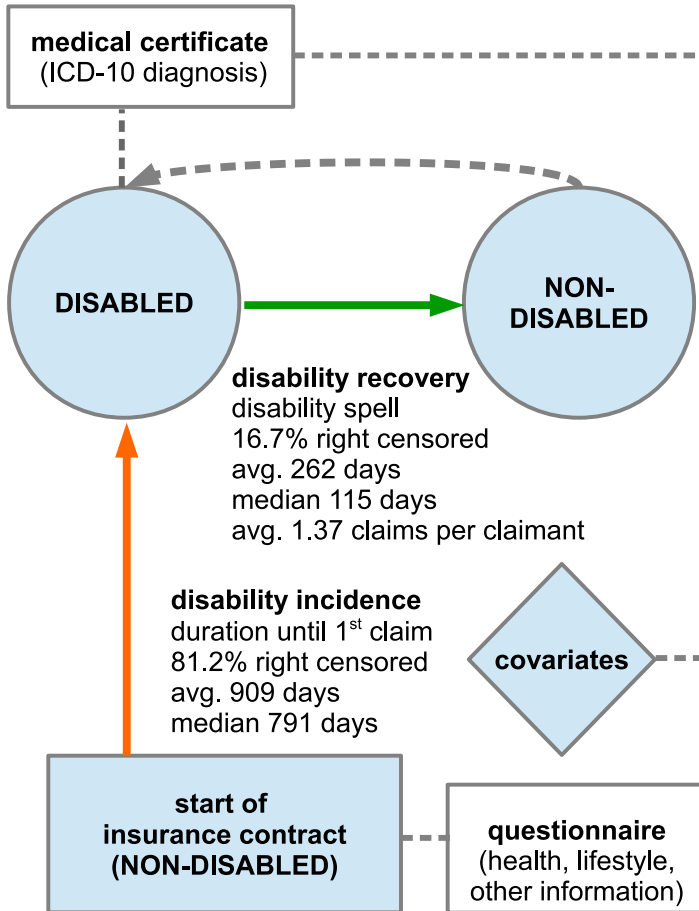 medical certificate
(ICD-10 diagnosis)
DISABLED
NON-
DISABLED
disability recovery
disability spell
16.7% right censored
avg. 262 days
median 115 days
avg. 1.37 claims per claimant
disability incidence
duration until 1st claim
81.2% right censored
avg. 909 days
median 791 days
covariates
start of
insurance contract
(NON-DISABLED)
questionnaire
(health, lifestyle,
other information)